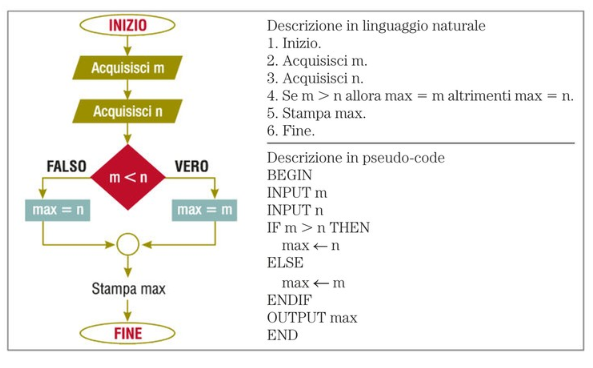 INIZIO
Acquisisci m
Acquisisci n
FALSO
VERO
m < n
max = n
max = m
Stampa max
FINE
Descrizione in linguaggio naturale
1. Inizio.
2. Acquisisci m.
3. Acquisisci n.
4. Se m > n allora max = m altrimenti max = n.
5. Stampa max.
6. Fine.
Descrizione in pseudo-code
BEGIN
INPUT m
INPUT n
IF m > n THEN
max ← n
ELSE
max ← m
ENDIF
OUTPUT max
END